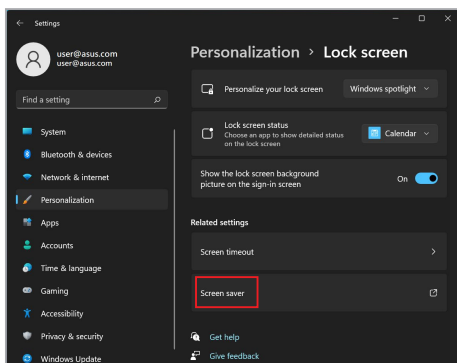 Settings
user@asus.com
user@asus.com
Find a setting
System
Bluetooth & devices
Network & internet
Personalization
Apps
Accounts
Time & language
Gaming
Accessibility
Privacy & security
Windows Update
Personalization > Lock screen
Personalize your lock screen
Windows spotlight
Lock screen status
Choose an app to show detailed status
on the lock screen
Calendar
Show the lock screen background
picture on the sign-in screen
On
Related settings
Screen timeout
Screen saver
Get help
Give feedback